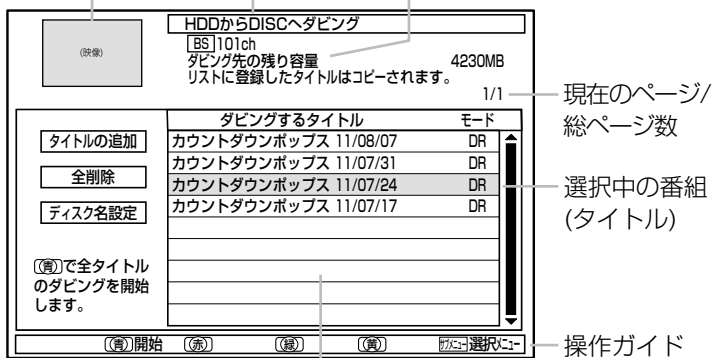 HDDからDISCへダビング
(映像)
BS 101ch
ダビング先の残り容量 4230MB
リストに登録したタイトルはコピーされます。
1/1
現在のページ/
総ページ数
ダビングするタイトル モード
タイトルの追加
カウントダウンポップス 11/08/07 DR
カウントダウンポップス 11/07/31 DR
全削除
カウントダウンポップス 11/07/24 DR
選択中の番組
(タイトル)
ディスク名設定
カウントダウンポップス 11/07/17 DR
(青)で全タイトル
のダビングを開始
します。
(青)開始 (赤) (緑) (黄) サブメニュー 選択メニュー
操作ガイド